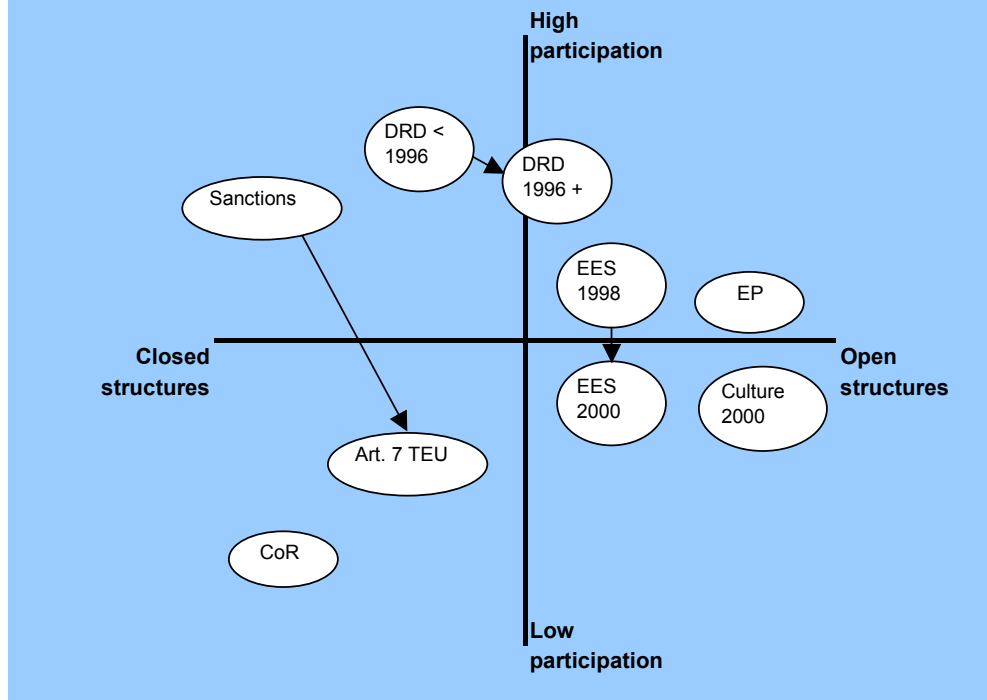 High
participation
DRD <
1996
DRD
1996 +
Sanctions
EES
1998
EP
Closed
structures
Open
structures
EES
2000
Culture
2000
Art. 7 TEU
CoR
Low
participation